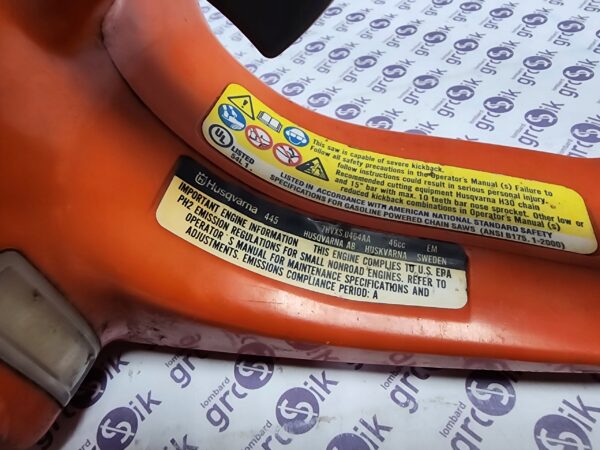 This saw is capable of severe kickback.
Follow all safety precautions in the Operator's Manual (s) Failure to
follow instructions could result in serious personal injury.
Recommended cutting equipment Husqvarna H30 chain
and 15" bar with max. 10 teeth bar nose sprocket. Other low or
reduced kickback combinations in Operator's Manual (s)
UL
LISTED
LISTED IN ACCORDANCE WITH AMERICAN NATIONAL STANDARD SAFETY
SPECIFICATIONS FOR GASOLINE POWERED CHAIN SAWS (ANSI B175. 1-2000)
Husqvarna 445
46cc EM
HUSQVARNA AB HUSKVARNA SWEDEN
IMPORTANT ENGINE INFORMATION THIS ENGINE COMPLIES TO U.S. EPA
PH2 EMISSION REGULATIONS FOR SMALL NONROAD ENGINES. REFER TO
OPERATOR´S MANUAL FOR MAINTENANCE SPECIFICATIONS AND
ADJUSTMENTS. EMISSIONS COMPLIANCE PERIOD: A
lombard
grosik
lombard
grosik
lombard
grosik